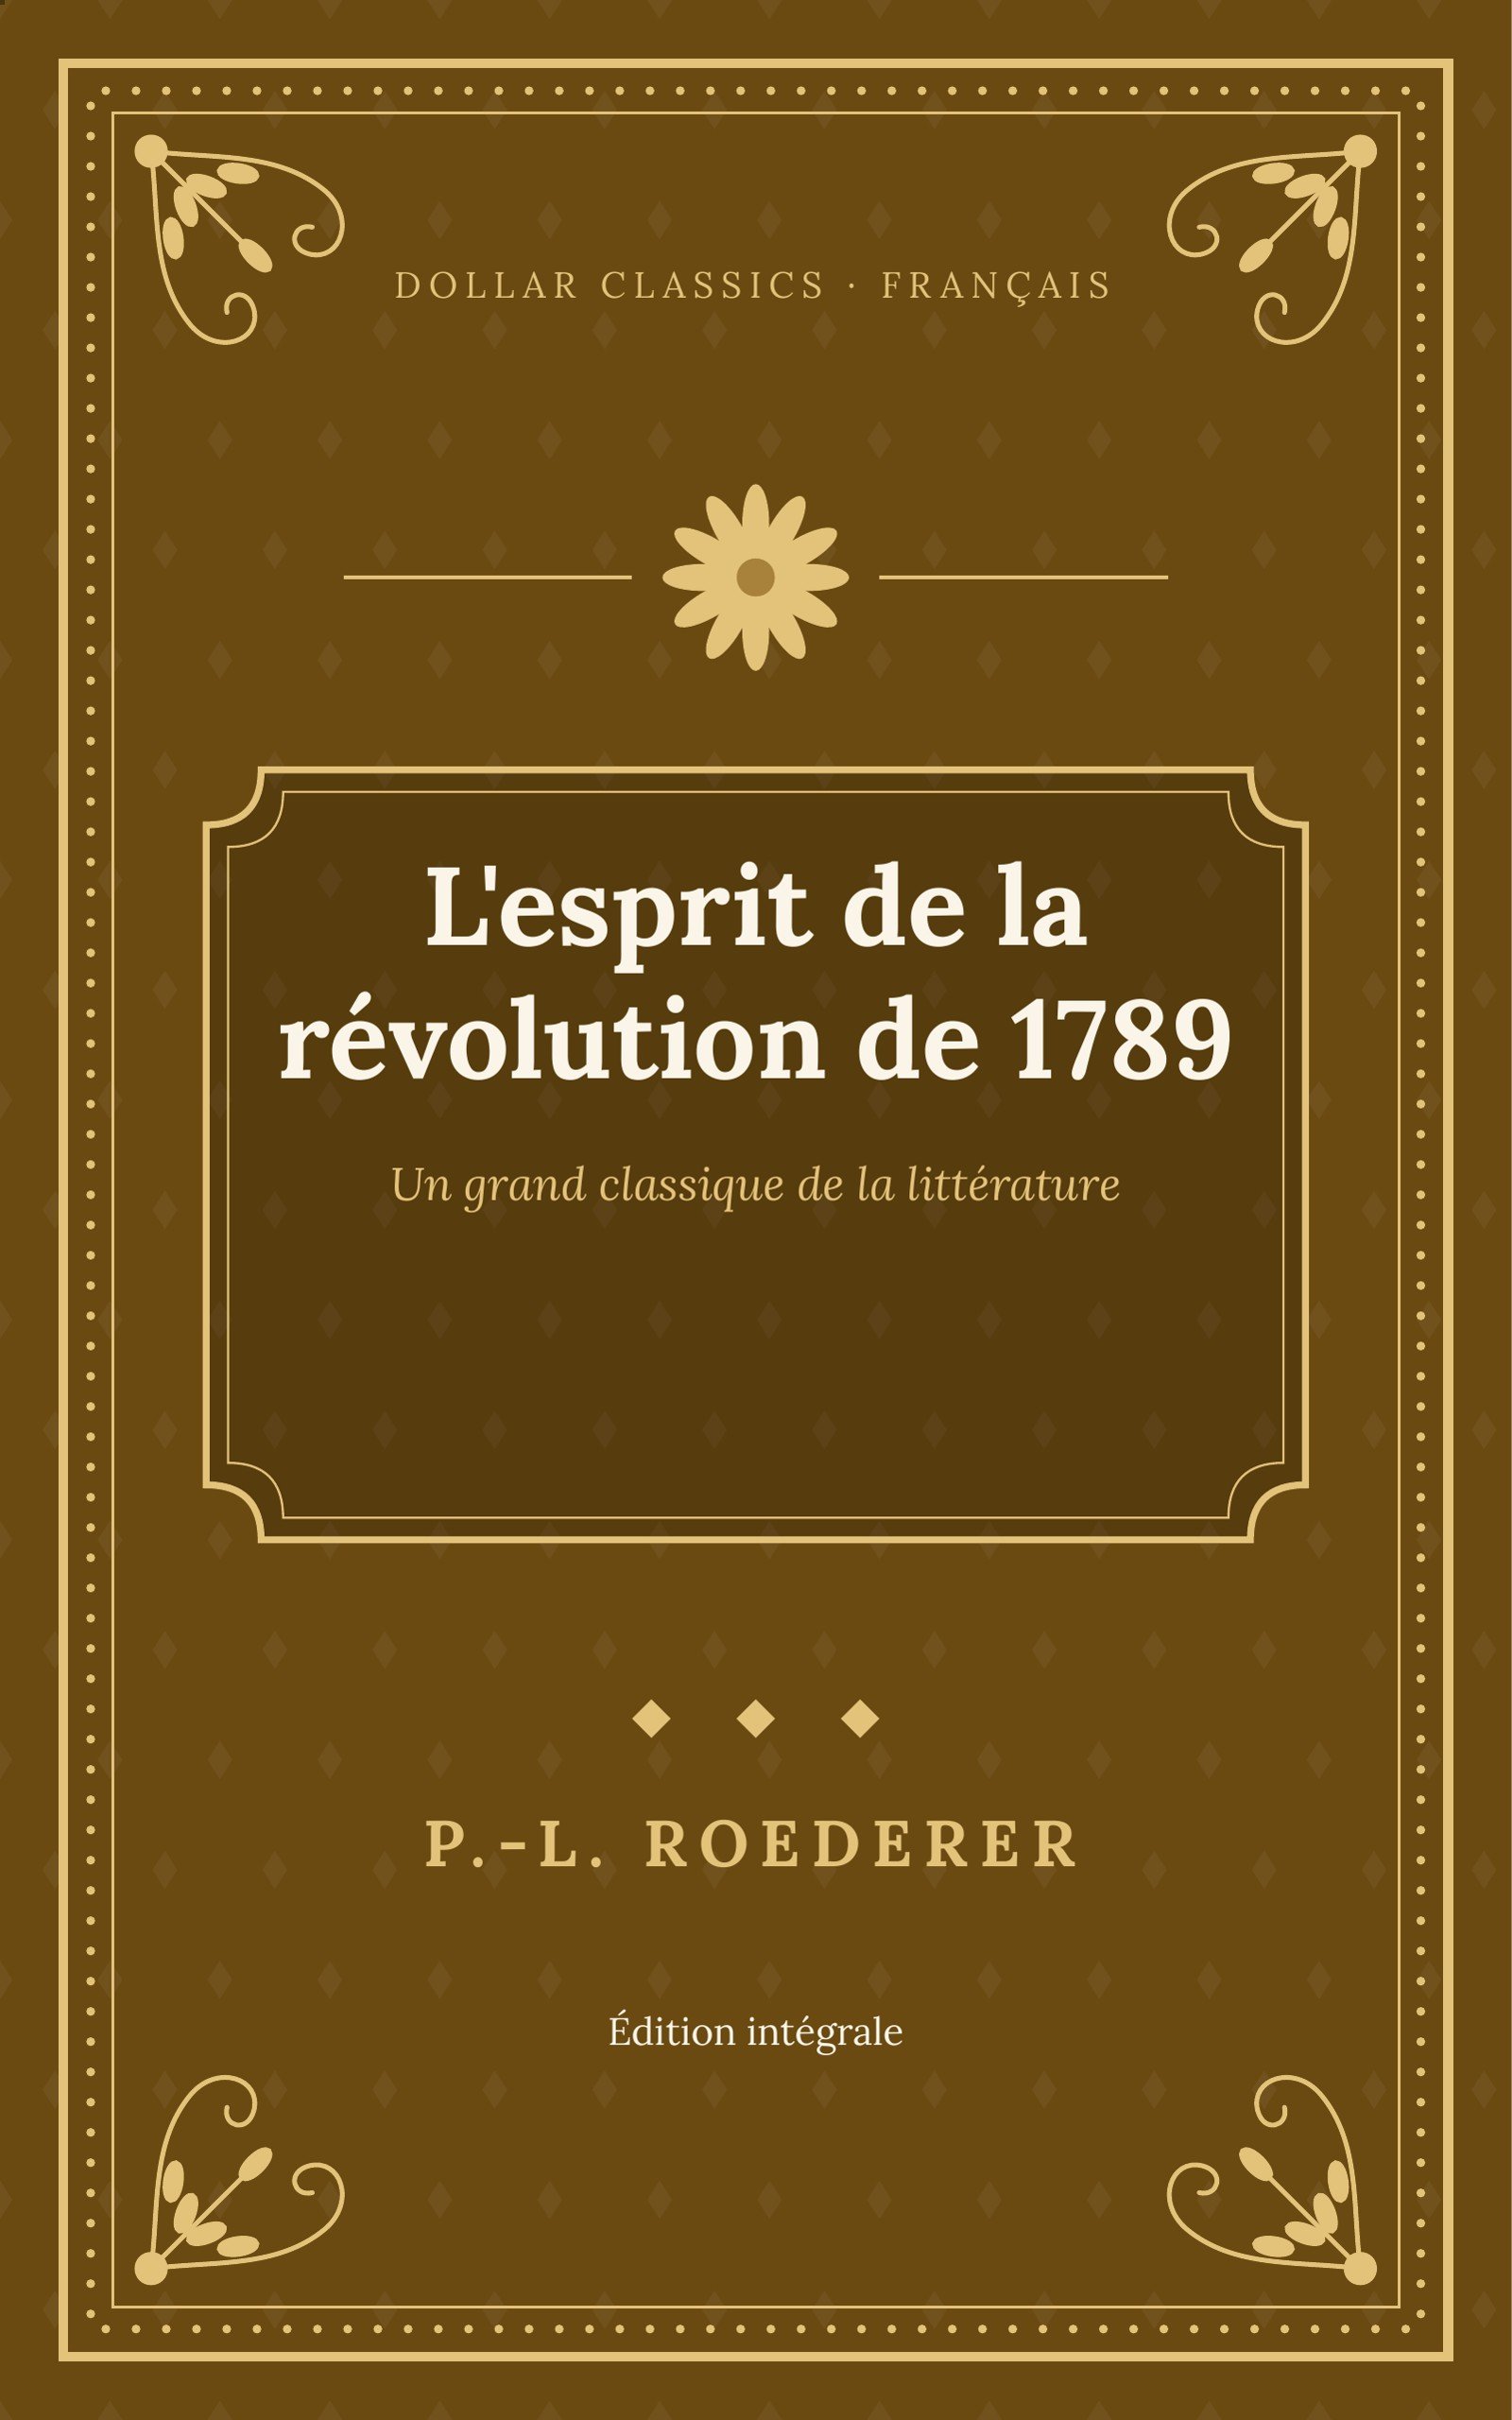 DOLLAR CLASSICS · FRANÇAIS
L'esprit de la
révolution de 1789
Un grand classique de la littérature
P.-L. ROEDERER
Édition intégrale